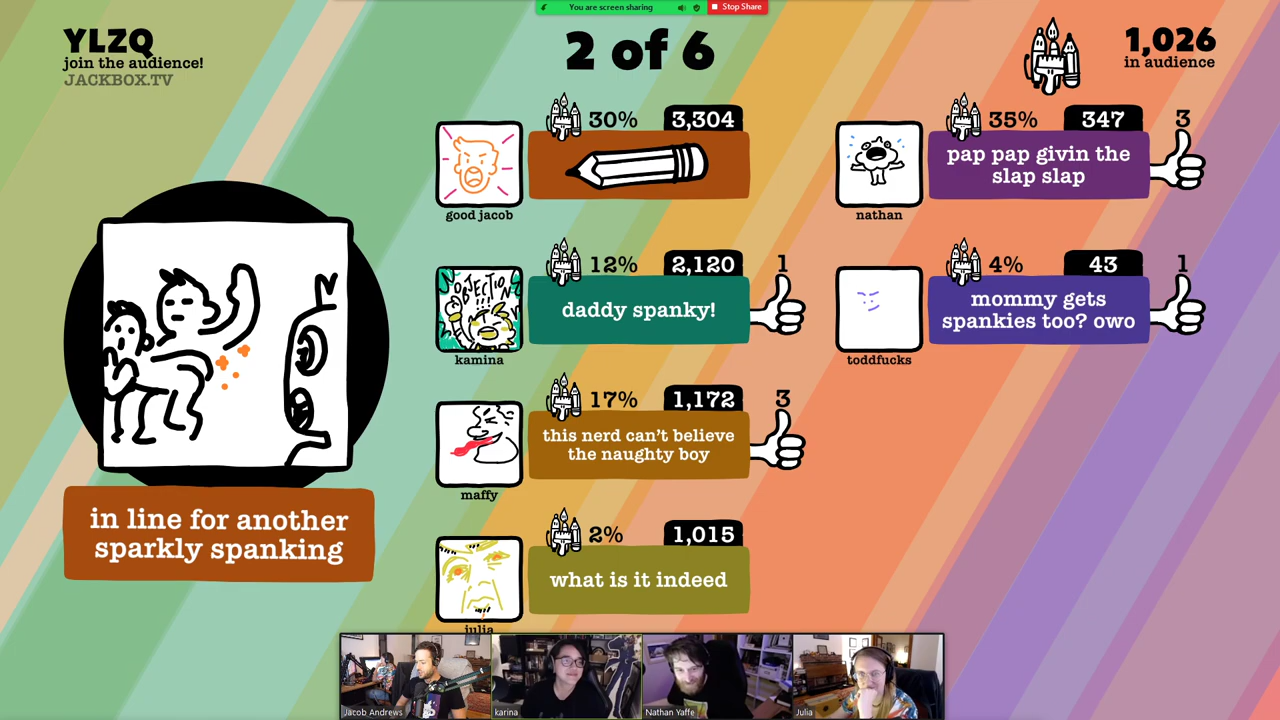 You are screen sharing
Stop Share
YLZQ
join the audience!
JACKBOX.TV
2 of 6
1,026
in audience
in line for another
sparkly spanking
30%
3,304
good jacob
12%
2,120
1
OBJECTION
!!!
daddy spanky!
kamina
17%
1,172
3
this nerd can't believe
the naughty boy
maffy
2%
1,015
what is it indeed
julia
35%
347
3
pap pap givin the
slap slap
nathan
4%
43
1
mommy gets
spankies too? owo
toddfucks
Jacob Andrews
karina
Nathan Yaffe
Julia